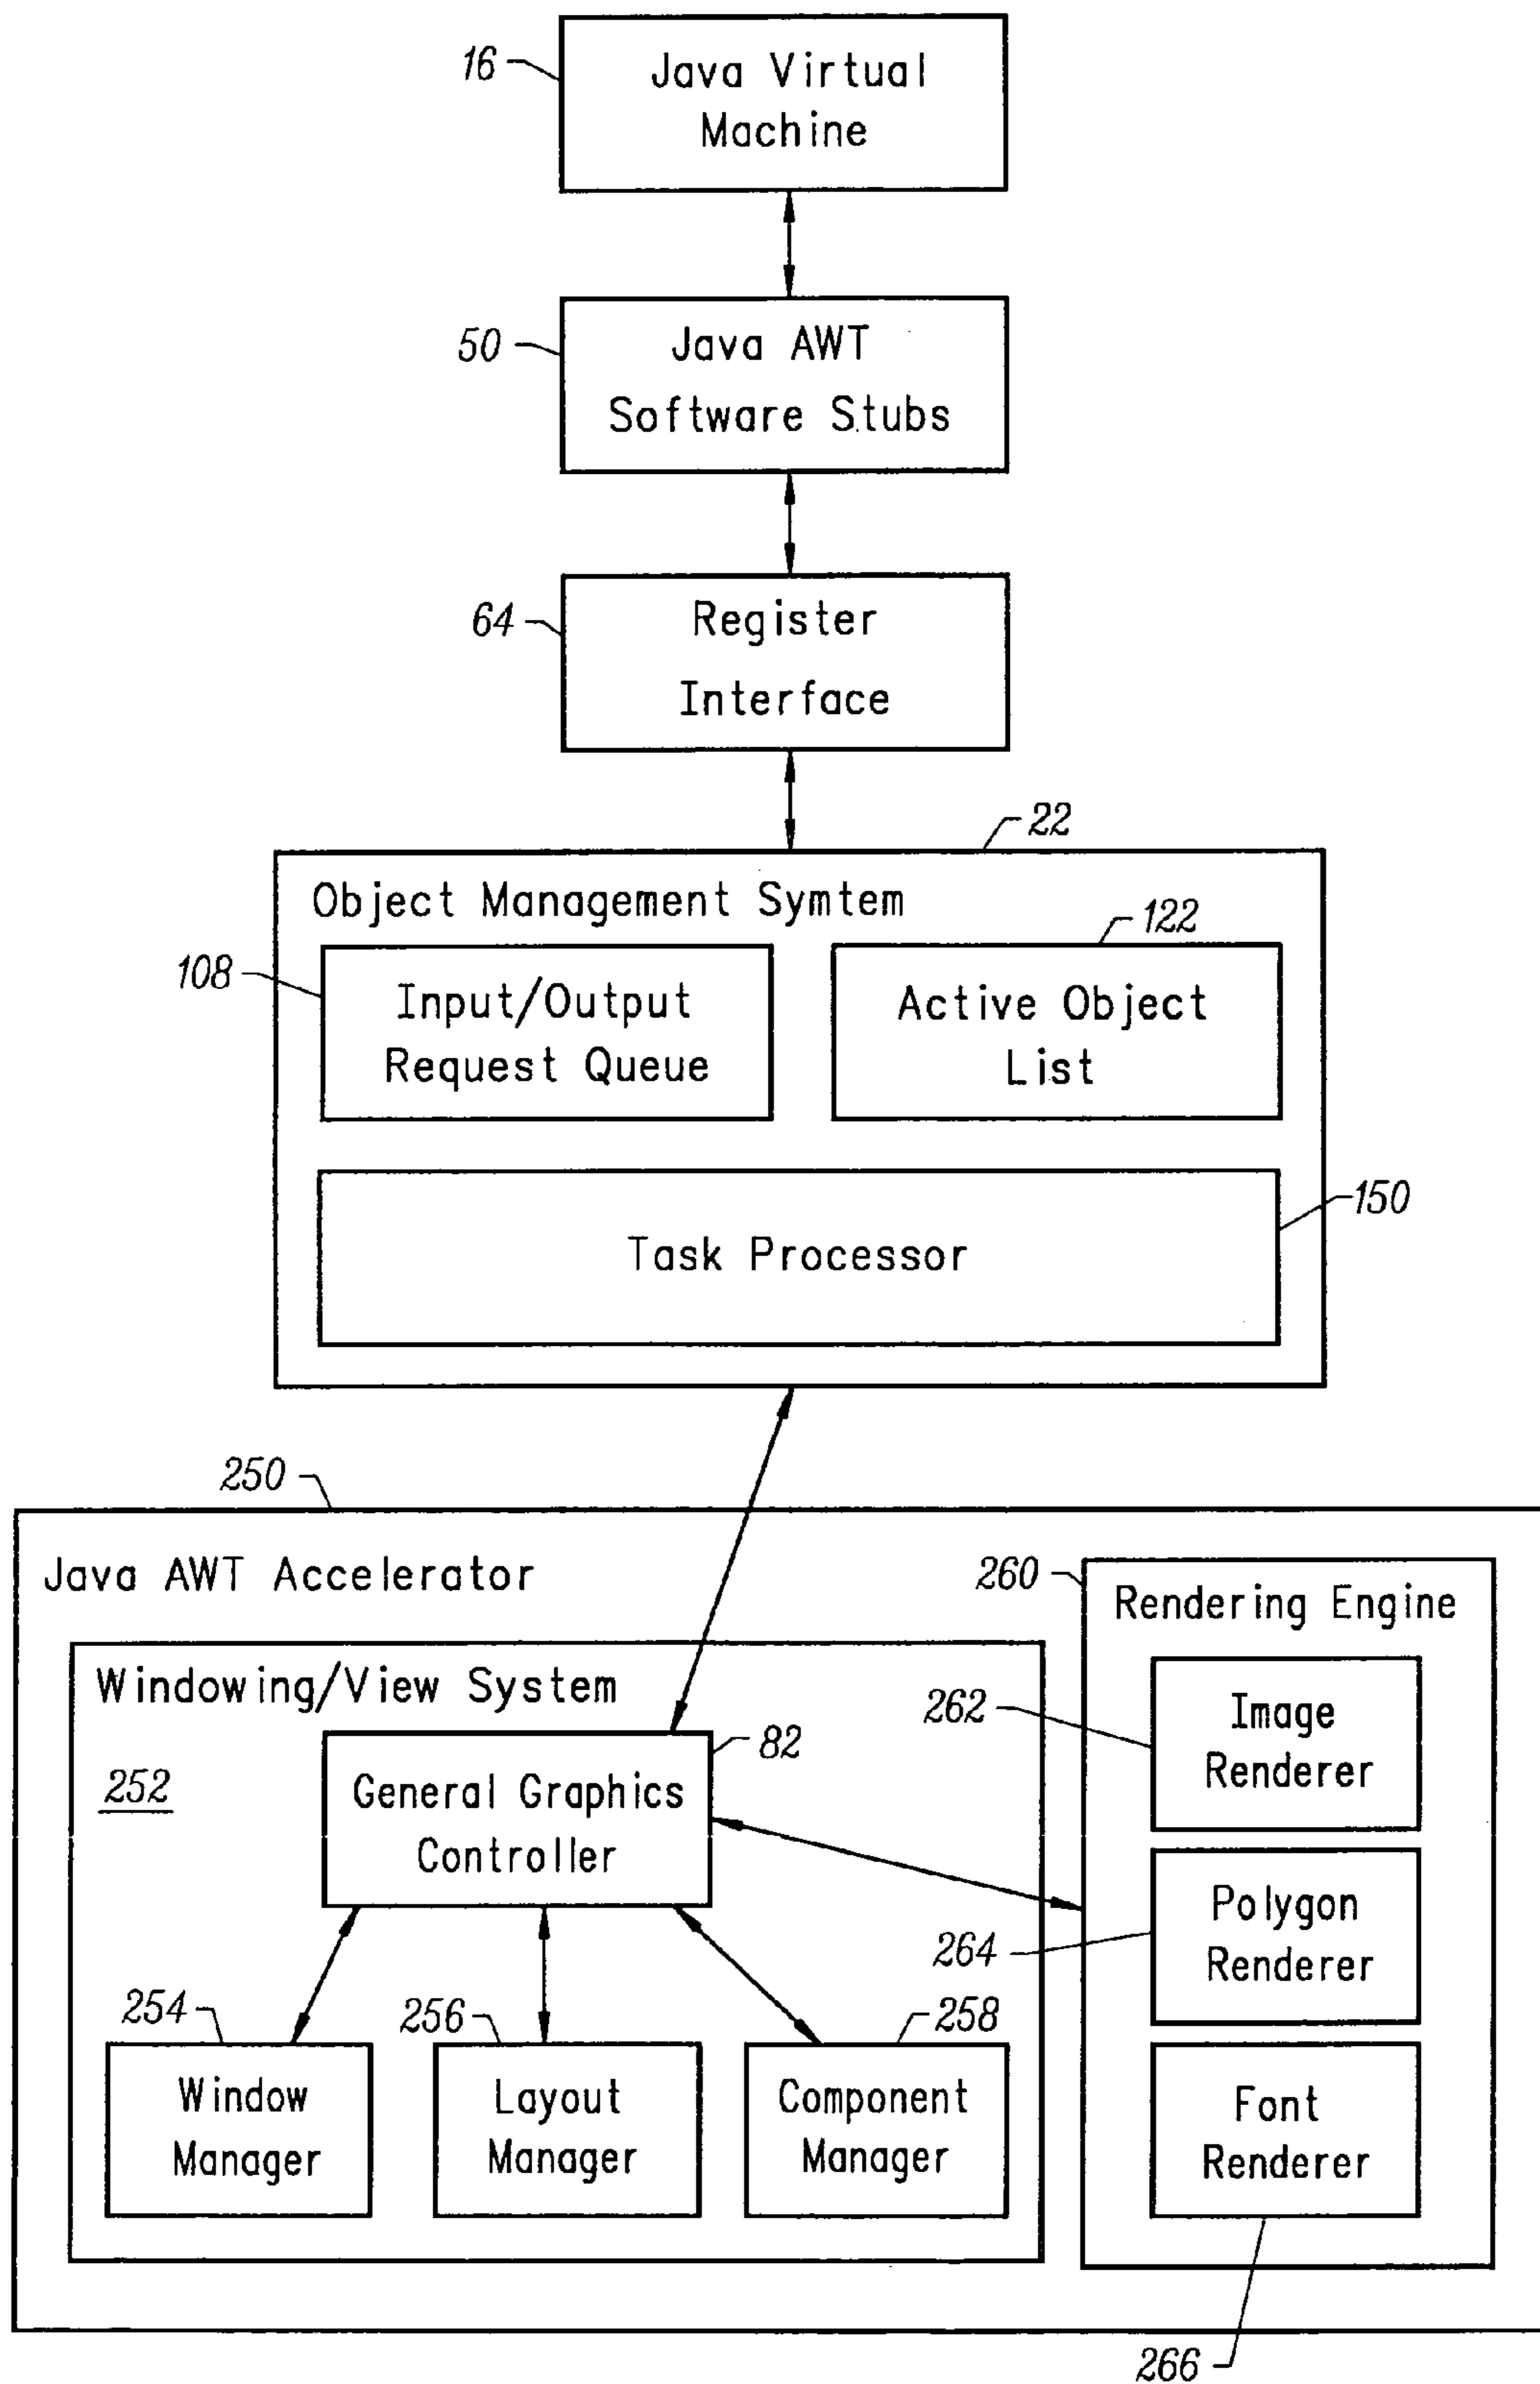 16
Java Virtual
Machine
50
Java AWT
Software Stubs
64
Register
Interface
22
Object Management Symtem
108
Input/Output
Request Queue
122
Active Object
List
150
Task Processor
250
Java AWT Accelerator
Windowing/View System
252
82
General Graphics
Controller
254
Window
Manager
256
Layout
Manager
258
Component
Manager
260
Rendering Engine
262
Image
Renderer
264
Polygon
Renderer
Font
Renderer
266